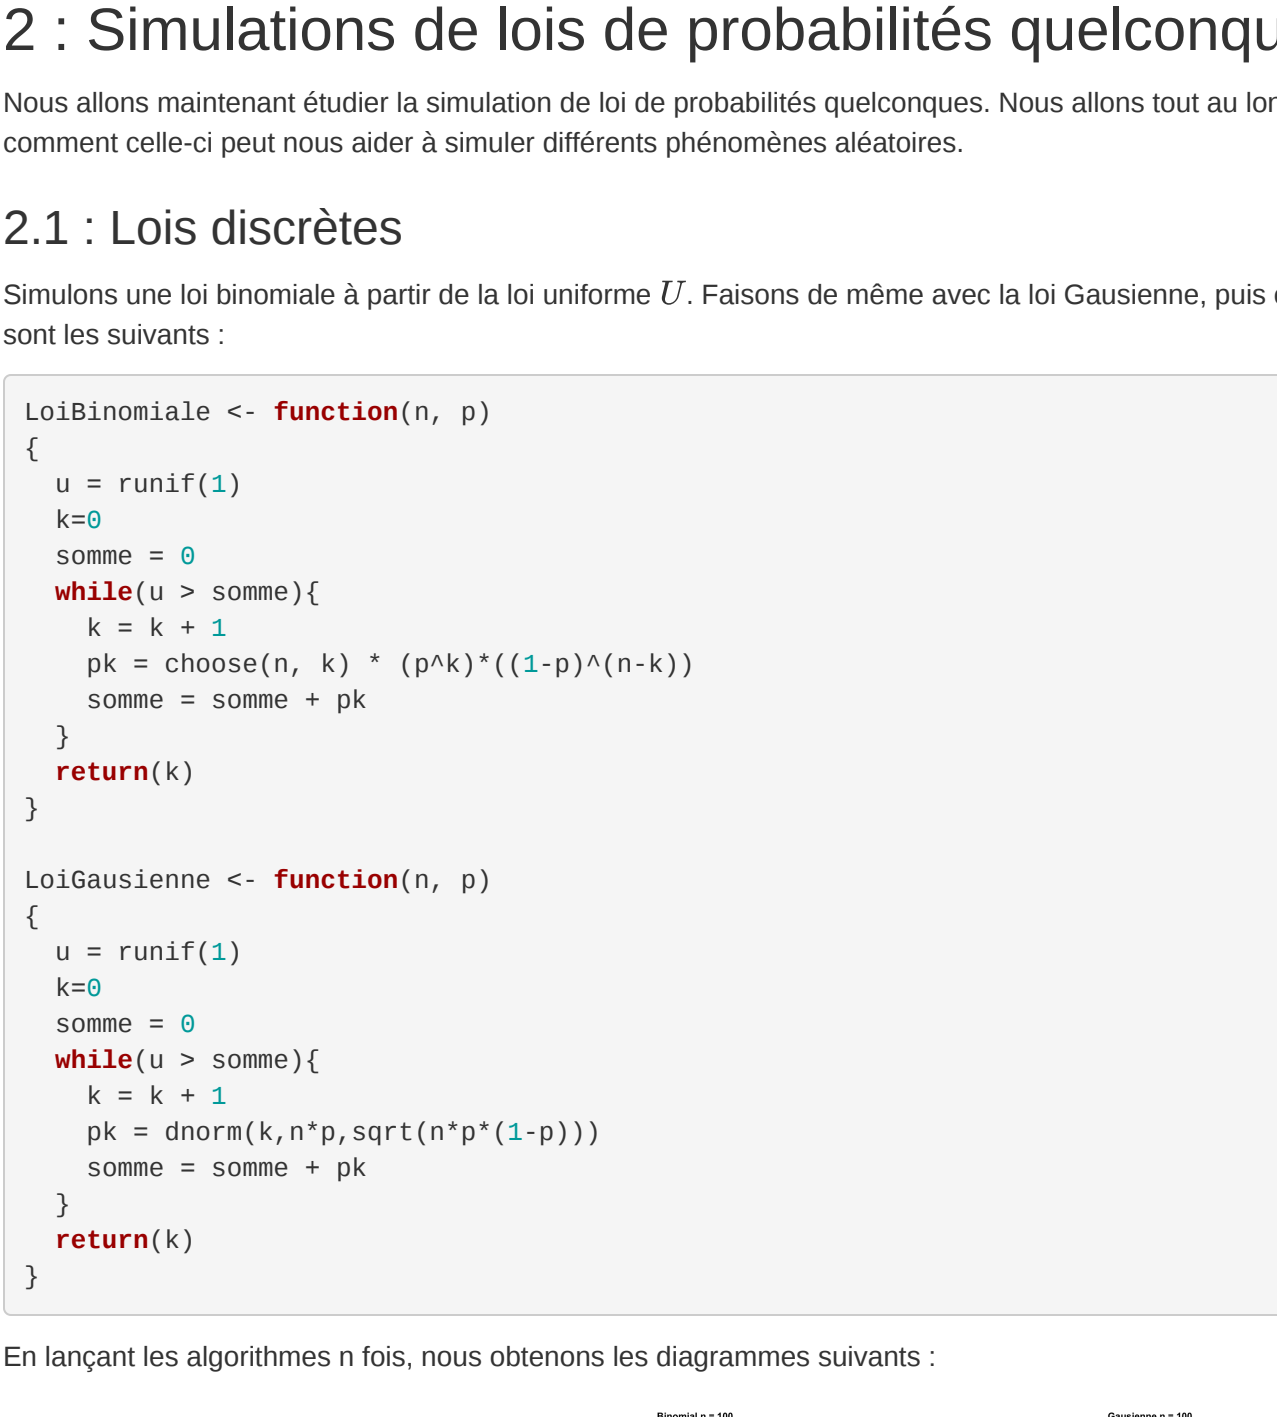 2 : Simulations de lois de probabilités quelconqu
Nous allons maintenant étudier la simulation de loi de probabilités quelconques. Nous allons tout au lon
comment celle-ci peut nous aider à simuler différents phénomènes aléatoires.
2.1 : Lois discrètes
Simulons une loi binomiale à partir de la loi uniforme U. Faisons de même avec la loi Gausienne, puis
sont les suivants :
LoiBinomiale <- function(n, p)
{
  u = runif(1)
  k=0
  somme = 0
  while(u > somme){
    k = k + 1
    pk = choose(n, k) * (p^k)*((1-p)^(n-k))
    somme = somme + pk
  }
  return(k)
}
LoiGausienne <- function(n, p)
{
  u = runif(1)
  k=0
  somme = 0
  while(u > somme){
    k = k + 1
    pk = dnorm(k,n*p,sqrt(n*p*(1-p)))
    somme = somme + pk
  }
  return(k)
}
En lançant les algorithmes n fois, nous obtenons les diagrammes suivants :
Binomial n = 100 Gausienne n = 100